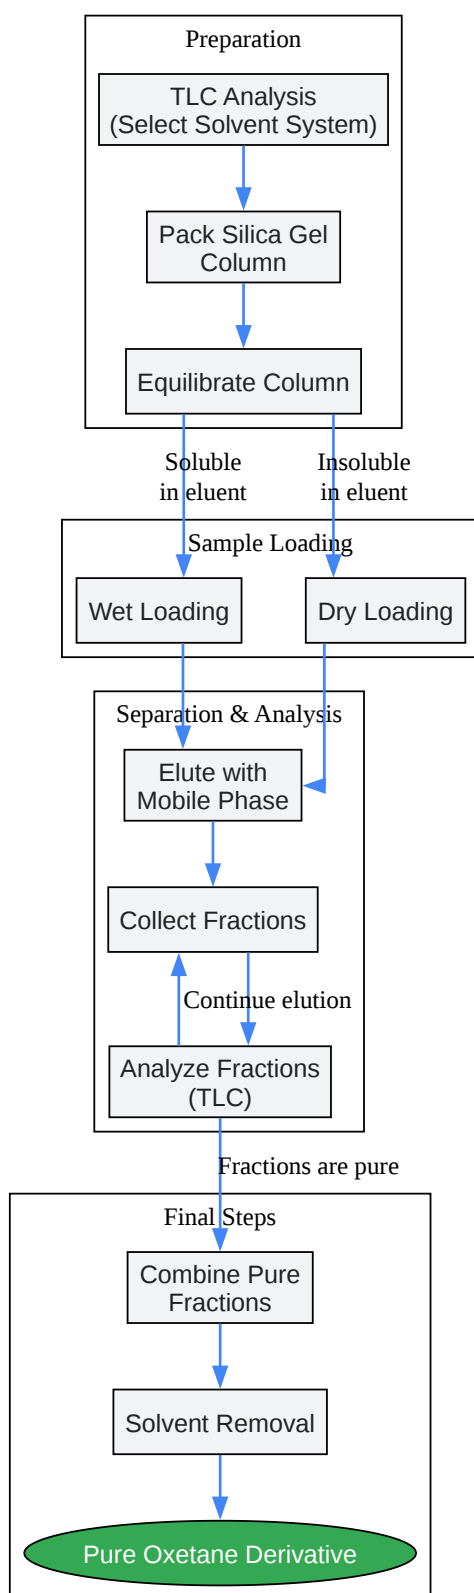 Preparation
TLC Analysis
(Select Solvent System)
Pack Silica Gel
Column
Equilibrate Column
Soluble
in eluent
Insoluble
in eluent
Sample Loading
Wet Loading
Dry Loading
Separation & Analysis
Elute with
Mobile Phase
Collect Fractions
Continue elution
Analyze Fractions
(TLC)
Fractions are pure
Final Steps
Combine Pure
Fractions
Solvent Removal
Pure Oxetane Derivative